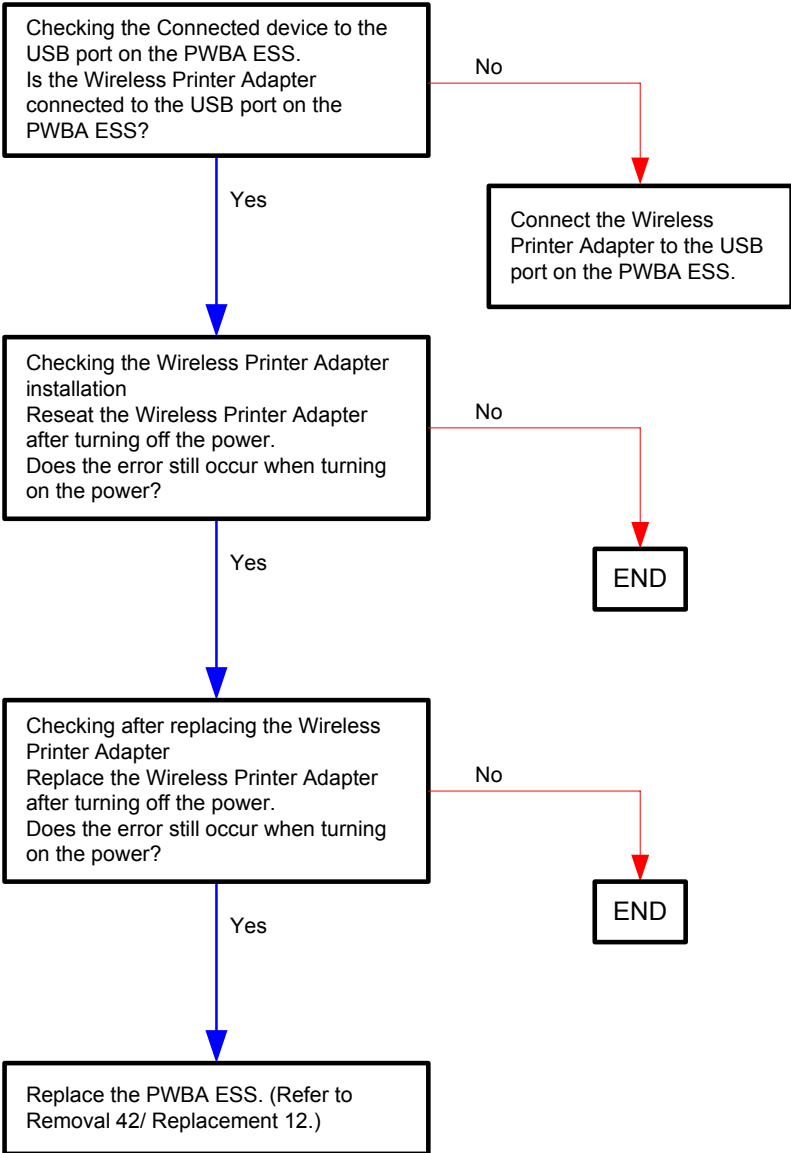 Checking the Connected device to the
USB port on the PWBA ESS.
Is the Wireless Printer Adapter
connected to the USB port on the
PWBA ESS?
No
Yes
Connect the Wireless
Printer Adapter to the USB
port on the PWBA ESS.
Checking the Wireless Printer Adapter
installation
Reseat the Wireless Printer Adapter
after turning off the power.
Does the error still occur when turning
on the power?
No
Yes
END
Checking after replacing the Wireless
Printer Adapter
Replace the Wireless Printer Adapter
after turning off the power.
Does the error still occur when turning
on the power?
No
END
Yes
Replace the PWBA ESS. (Refer to
Removal 42/ Replacement 12.)